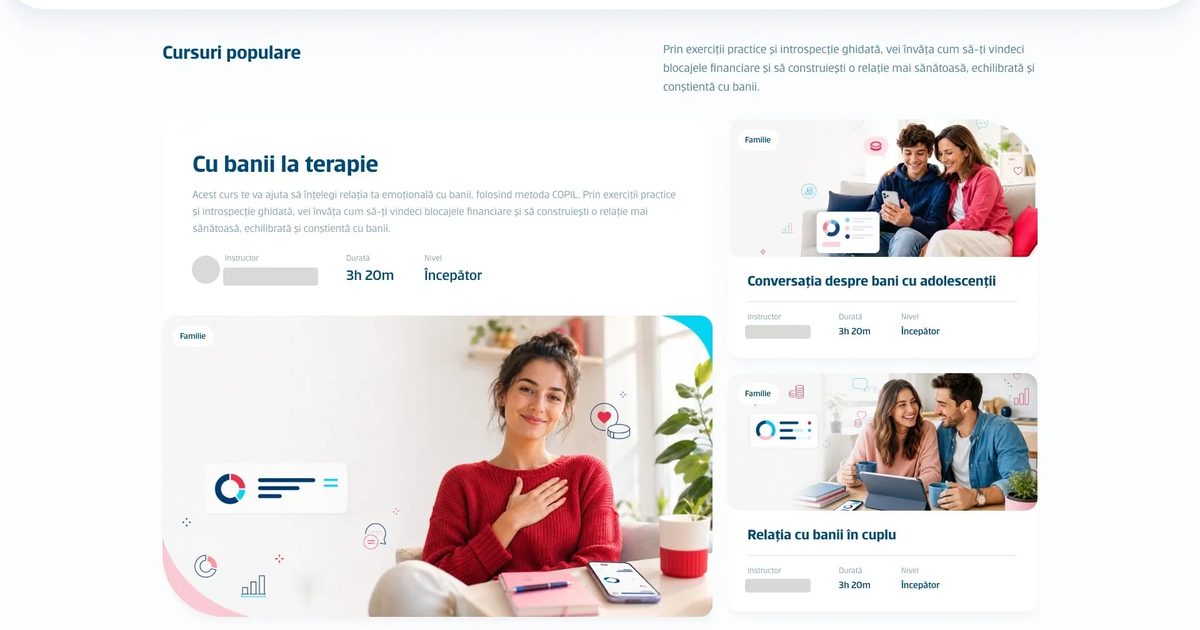 Cursuri populare
Prin exerciții practice și introspecție ghidată, vei învăța cum să-ți vindeci
blocajele financiare și să construiești o relație mai sănătoasă, echilibrată și
conștientă cu banii.
Cu banii la terapie
Acest curs te va ajuta să înțelegi relația ta emoțională cu banii, folosind metoda COPIL. Prin exerciții practice
și introspecție ghidată, vei învăța cum să-ți vindeci blocajele financiare și să construiești o relație mai
sănătoasă, echilibrată și conștientă cu banii.
Instructor
Durată
Nivel
3h 20m
Începător
Familie
Familie
Conversația despre bani cu adolescenții
Instructor
Durată
Nivel
3h 20m
Începător
Familie
Relația cu banii în cuplu
Instructor
Durată
Nivel
3h 20m
Începător